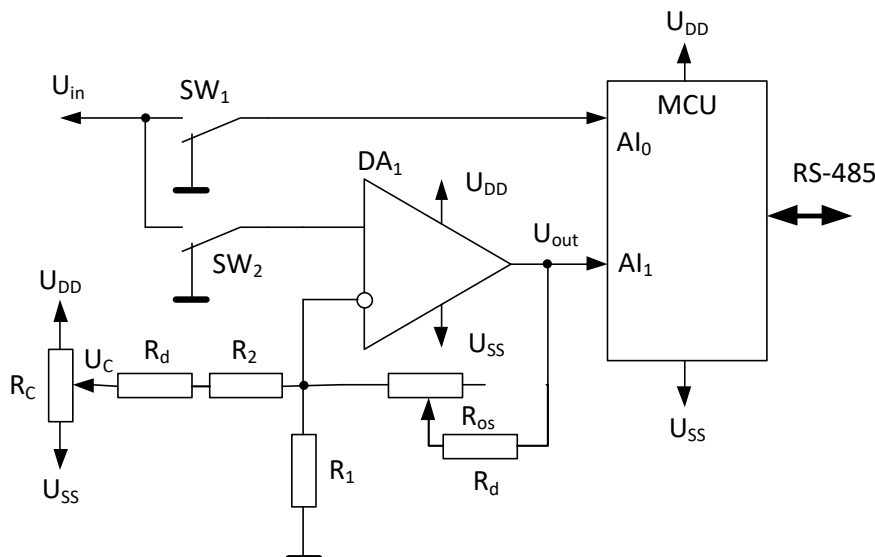 U_DD
U_in
SW_1
MCU
AI_0
DA_1
RS-485
U_DD
U_out
SW_2
AI_1
U_DD
U_SS
U_C
R_d
R_2
R_C
R_os
U_SS
R_1
R_d
U_SS